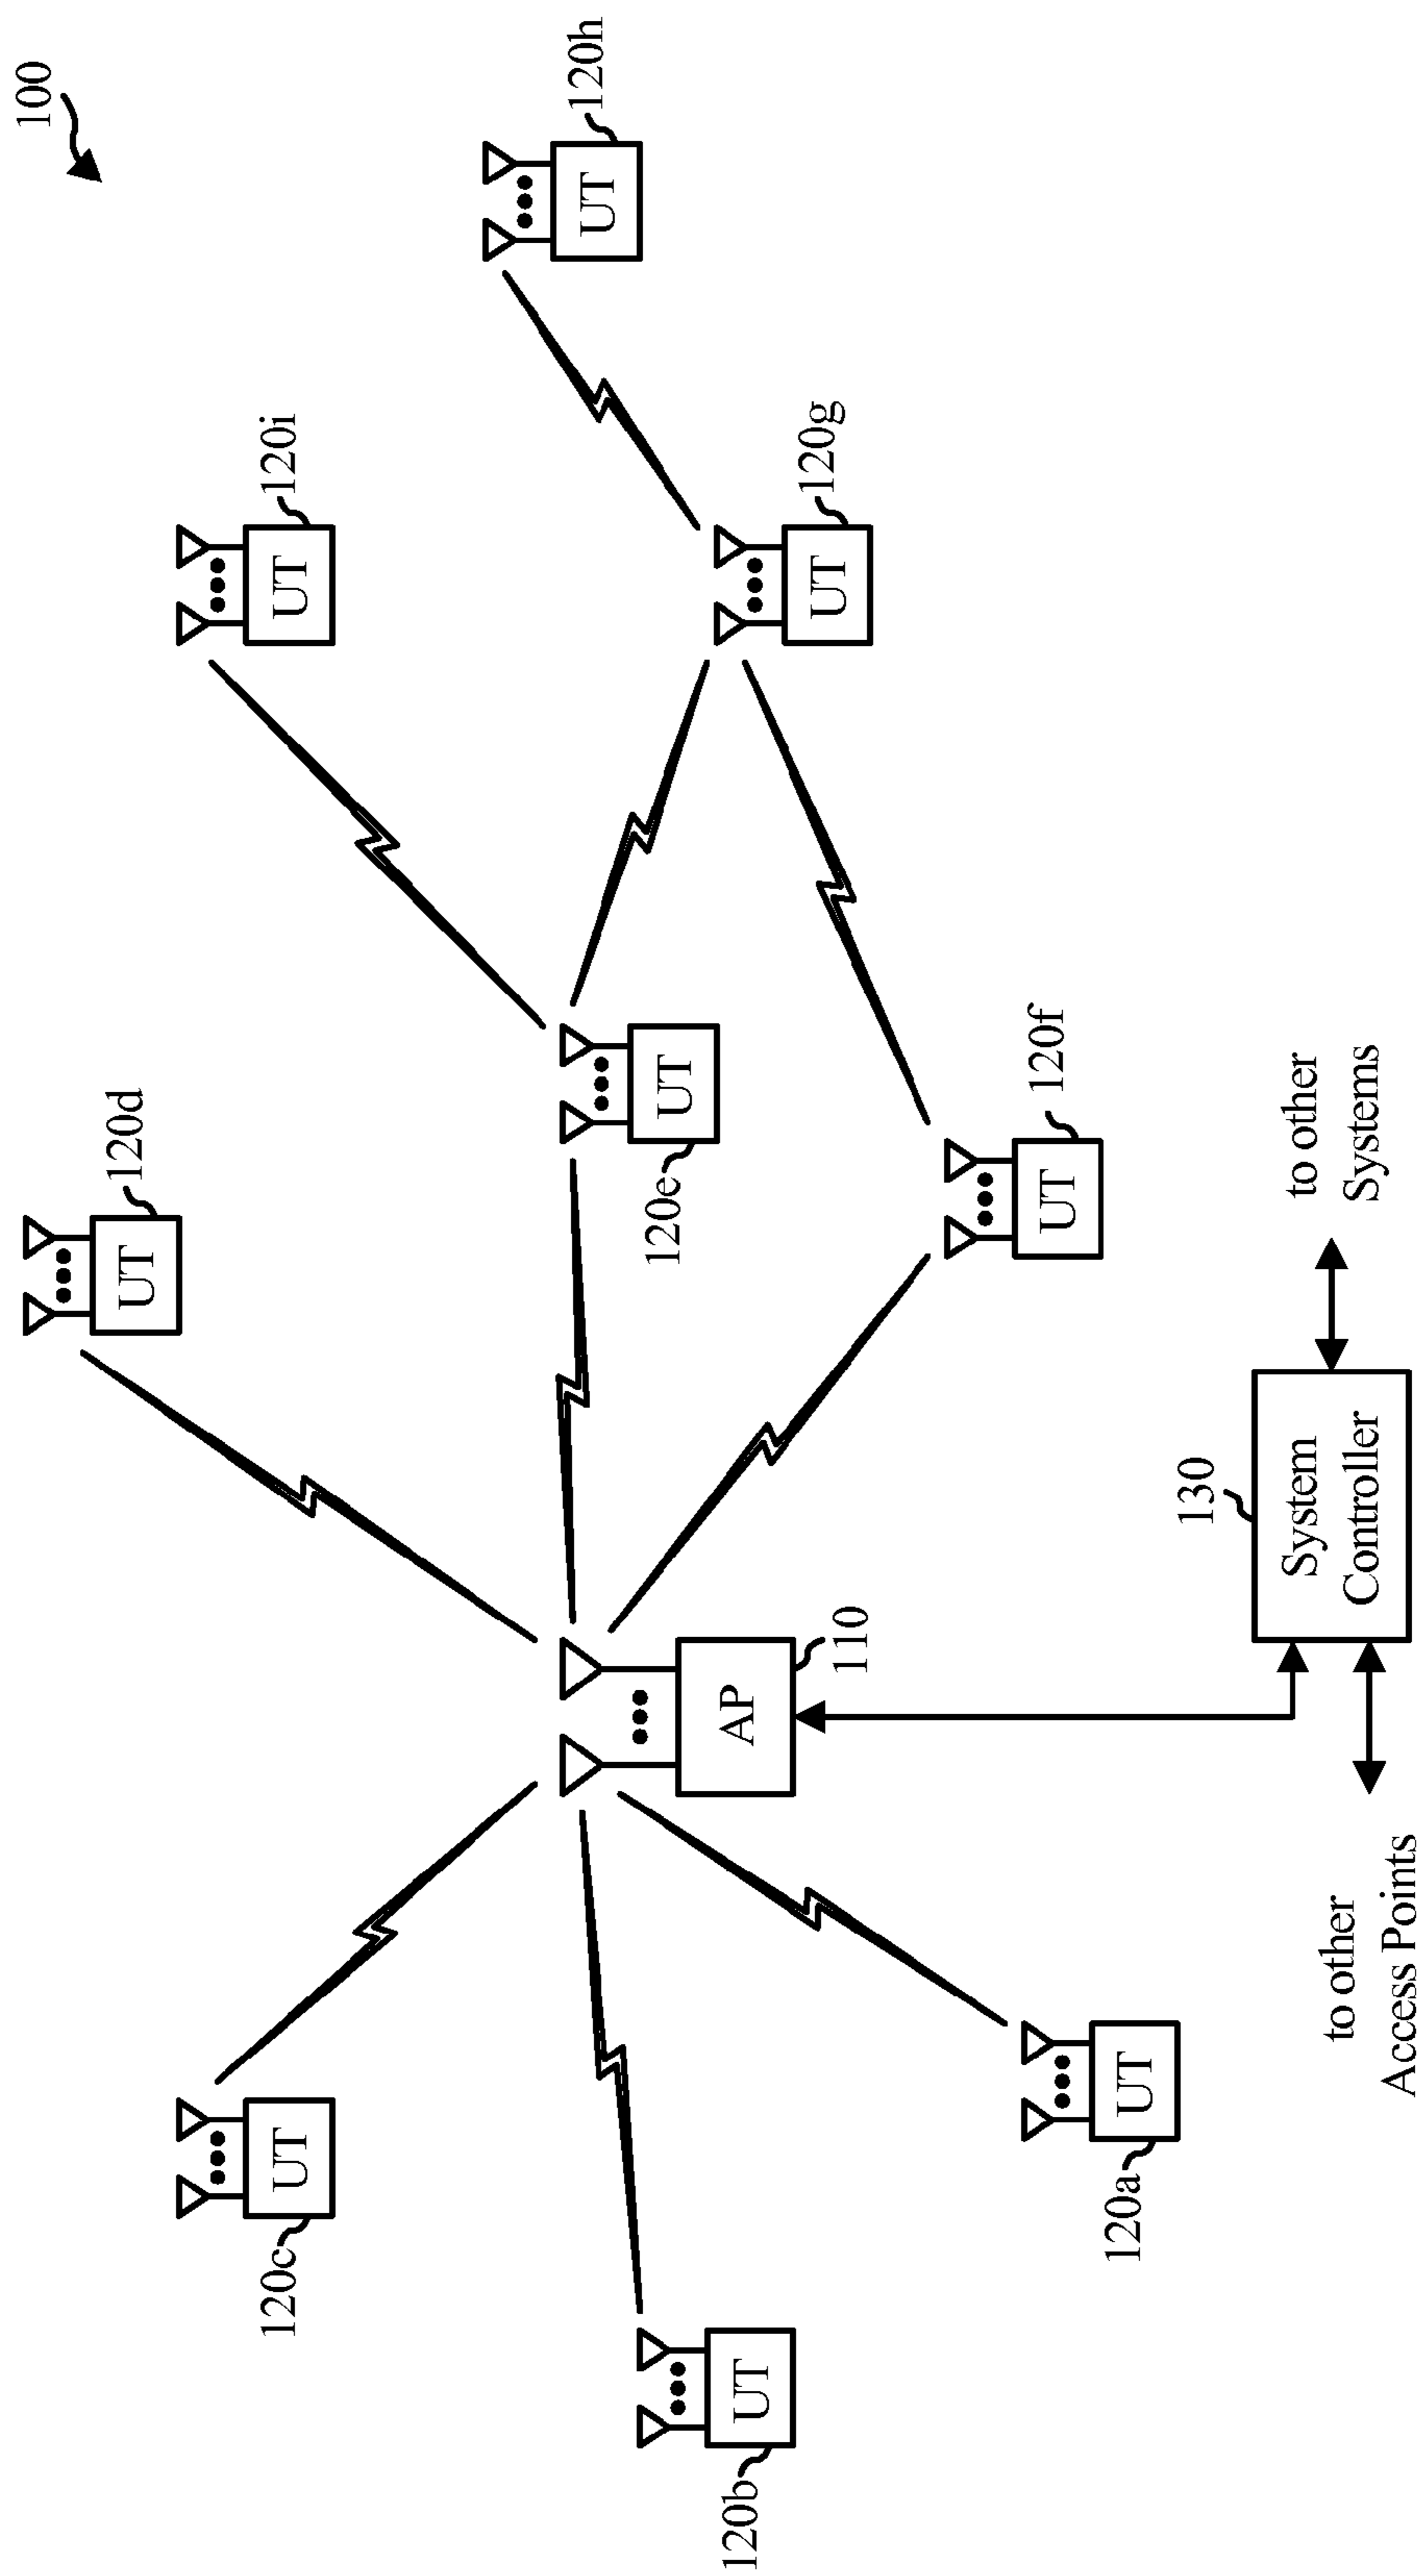 100
UT
120d
UT
120c
UT
120i
UT
120h
UT
120e
UT
120b
AP
110
UT
120g
UT
120f
UT
120a
130
System
Controller
to other
Systems
to other
Access Points